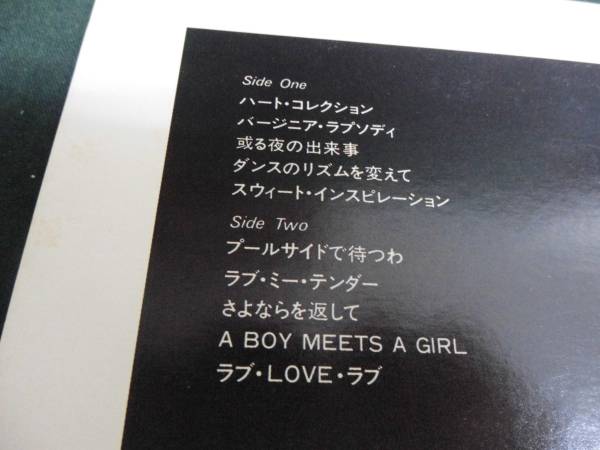 Side One
ハート・コレクション
バージニア・ラプソディ
或る夜の出来事
ダンスのリズムを変えて
スウィート・インスピレーション
Side Two
プールサイドで待つわ
ラブ・ミー・テンダー
さよならを返して
A BOY MEETS A GIRL
ラブ・LOVE・ラブ